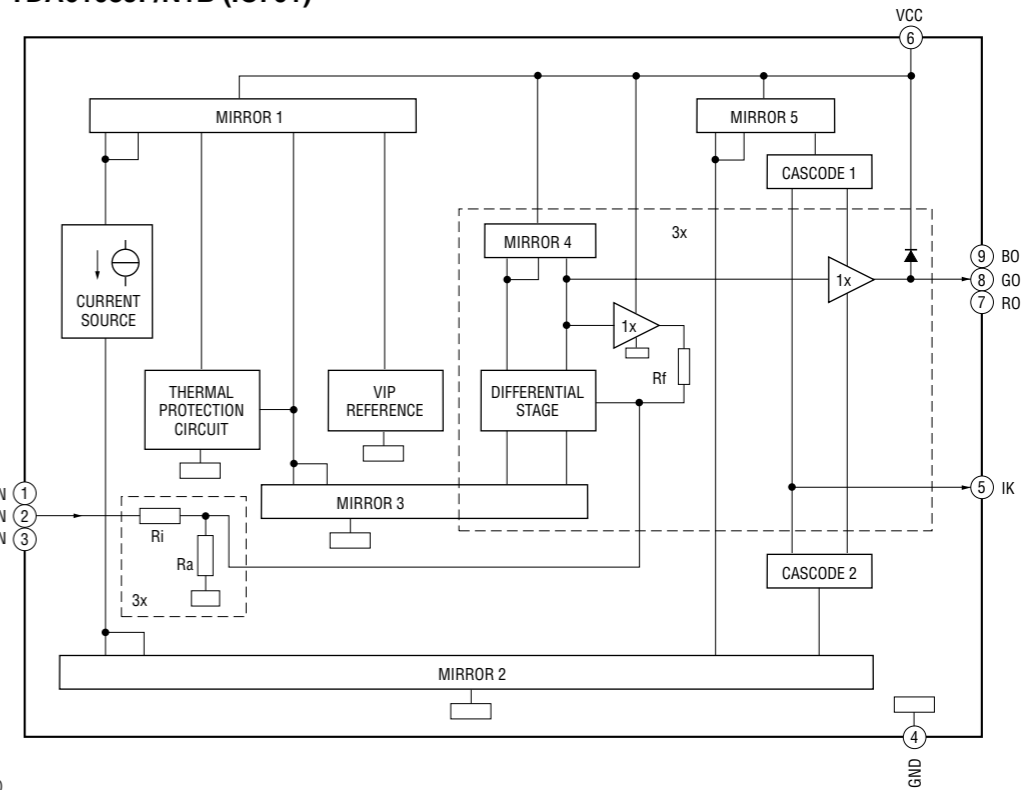 VCC
6
MIRROR 1
MIRROR 5
CASCODE 1
3x
MIRROR 4
CURRENT
SOURCE
1x
9 BO
8 GO
7 RO
1x
Rf
THERMAL
PROTECTION
CIRCUIT
VIP
REFERENCE
DIFFERENTIAL
STAGE
N 1
N 2
N 3
MIRROR 3
5 IK
Ri
Ra
3x
CASCODE 2
MIRROR 2
4
GND